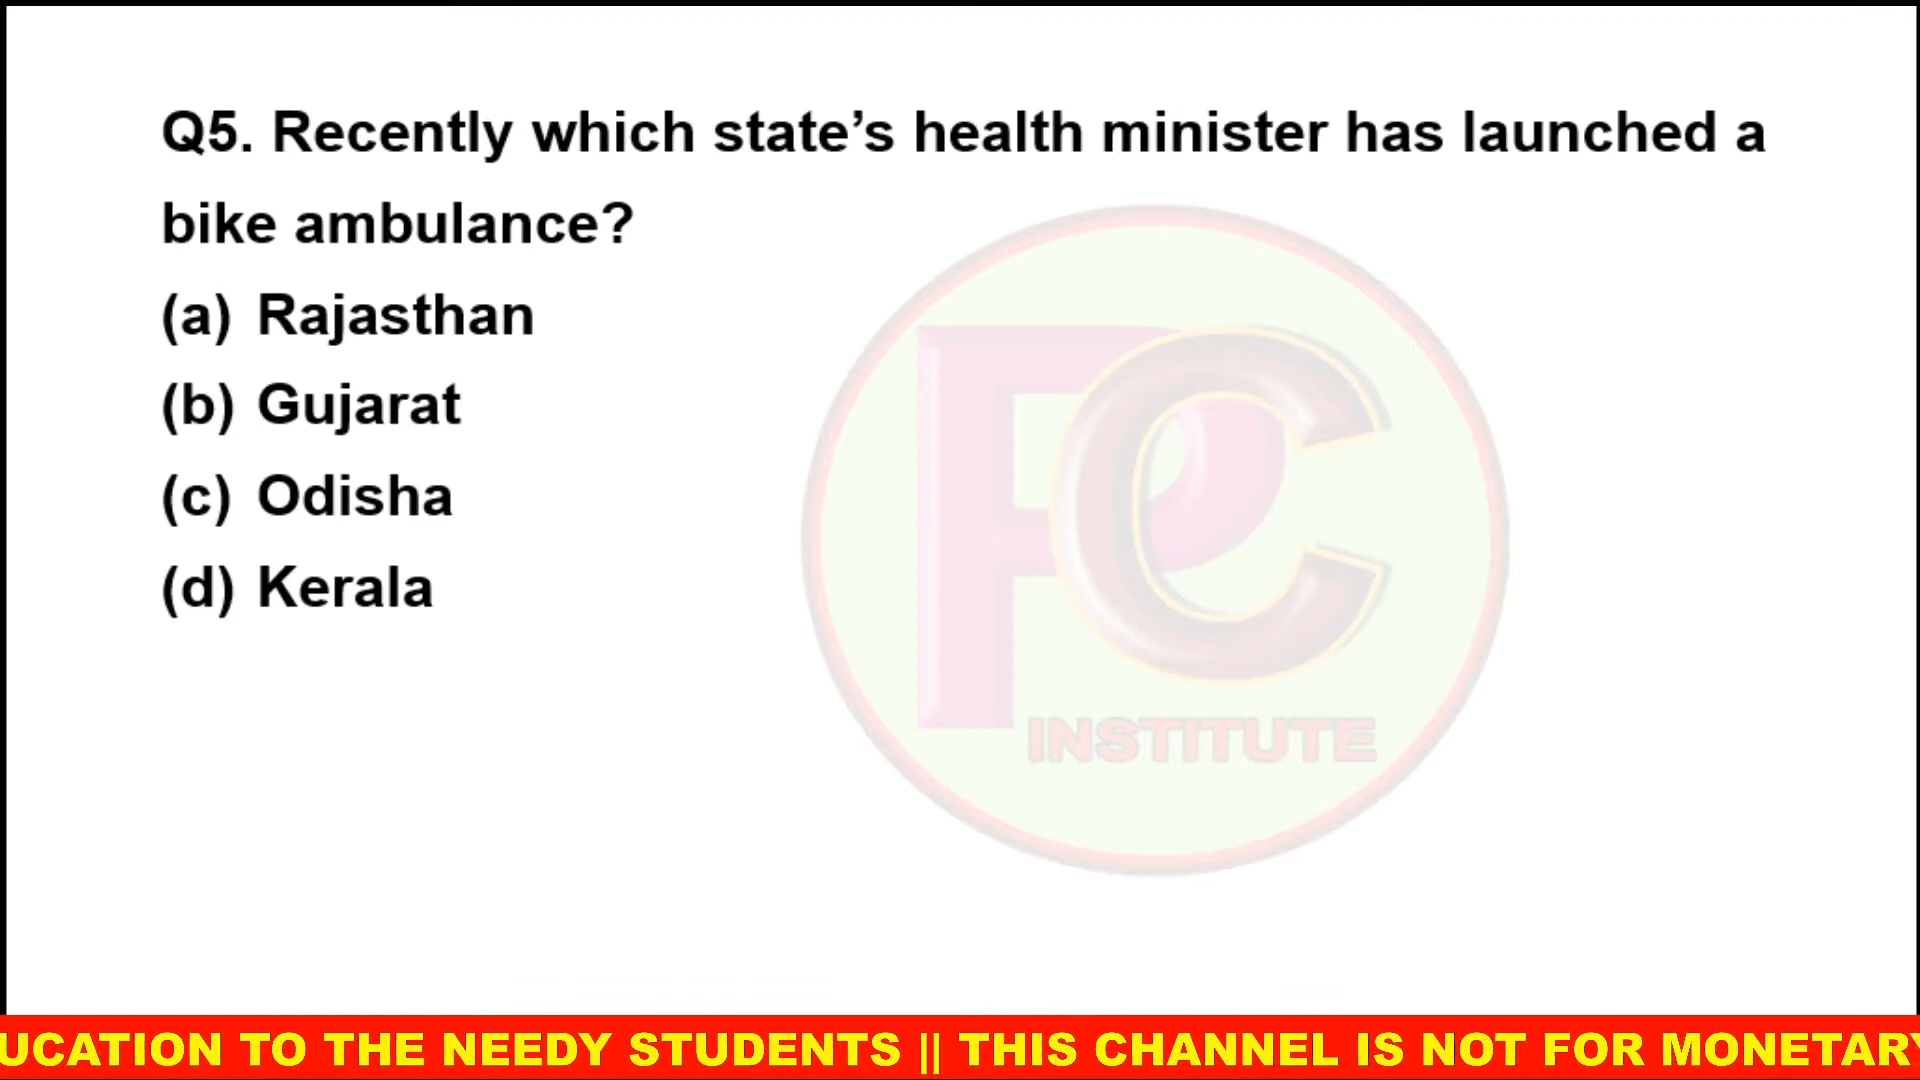 Q5. Recently which state’s health minister has launched a
bike ambulance?
(a) Rajasthan
(b) Gujarat
(c) Odisha
(d) Kerala
PC
INSTITUTE
UCATION TO THE NEEDY STUDENTS || THIS CHANNEL IS NOT FOR MONETARY